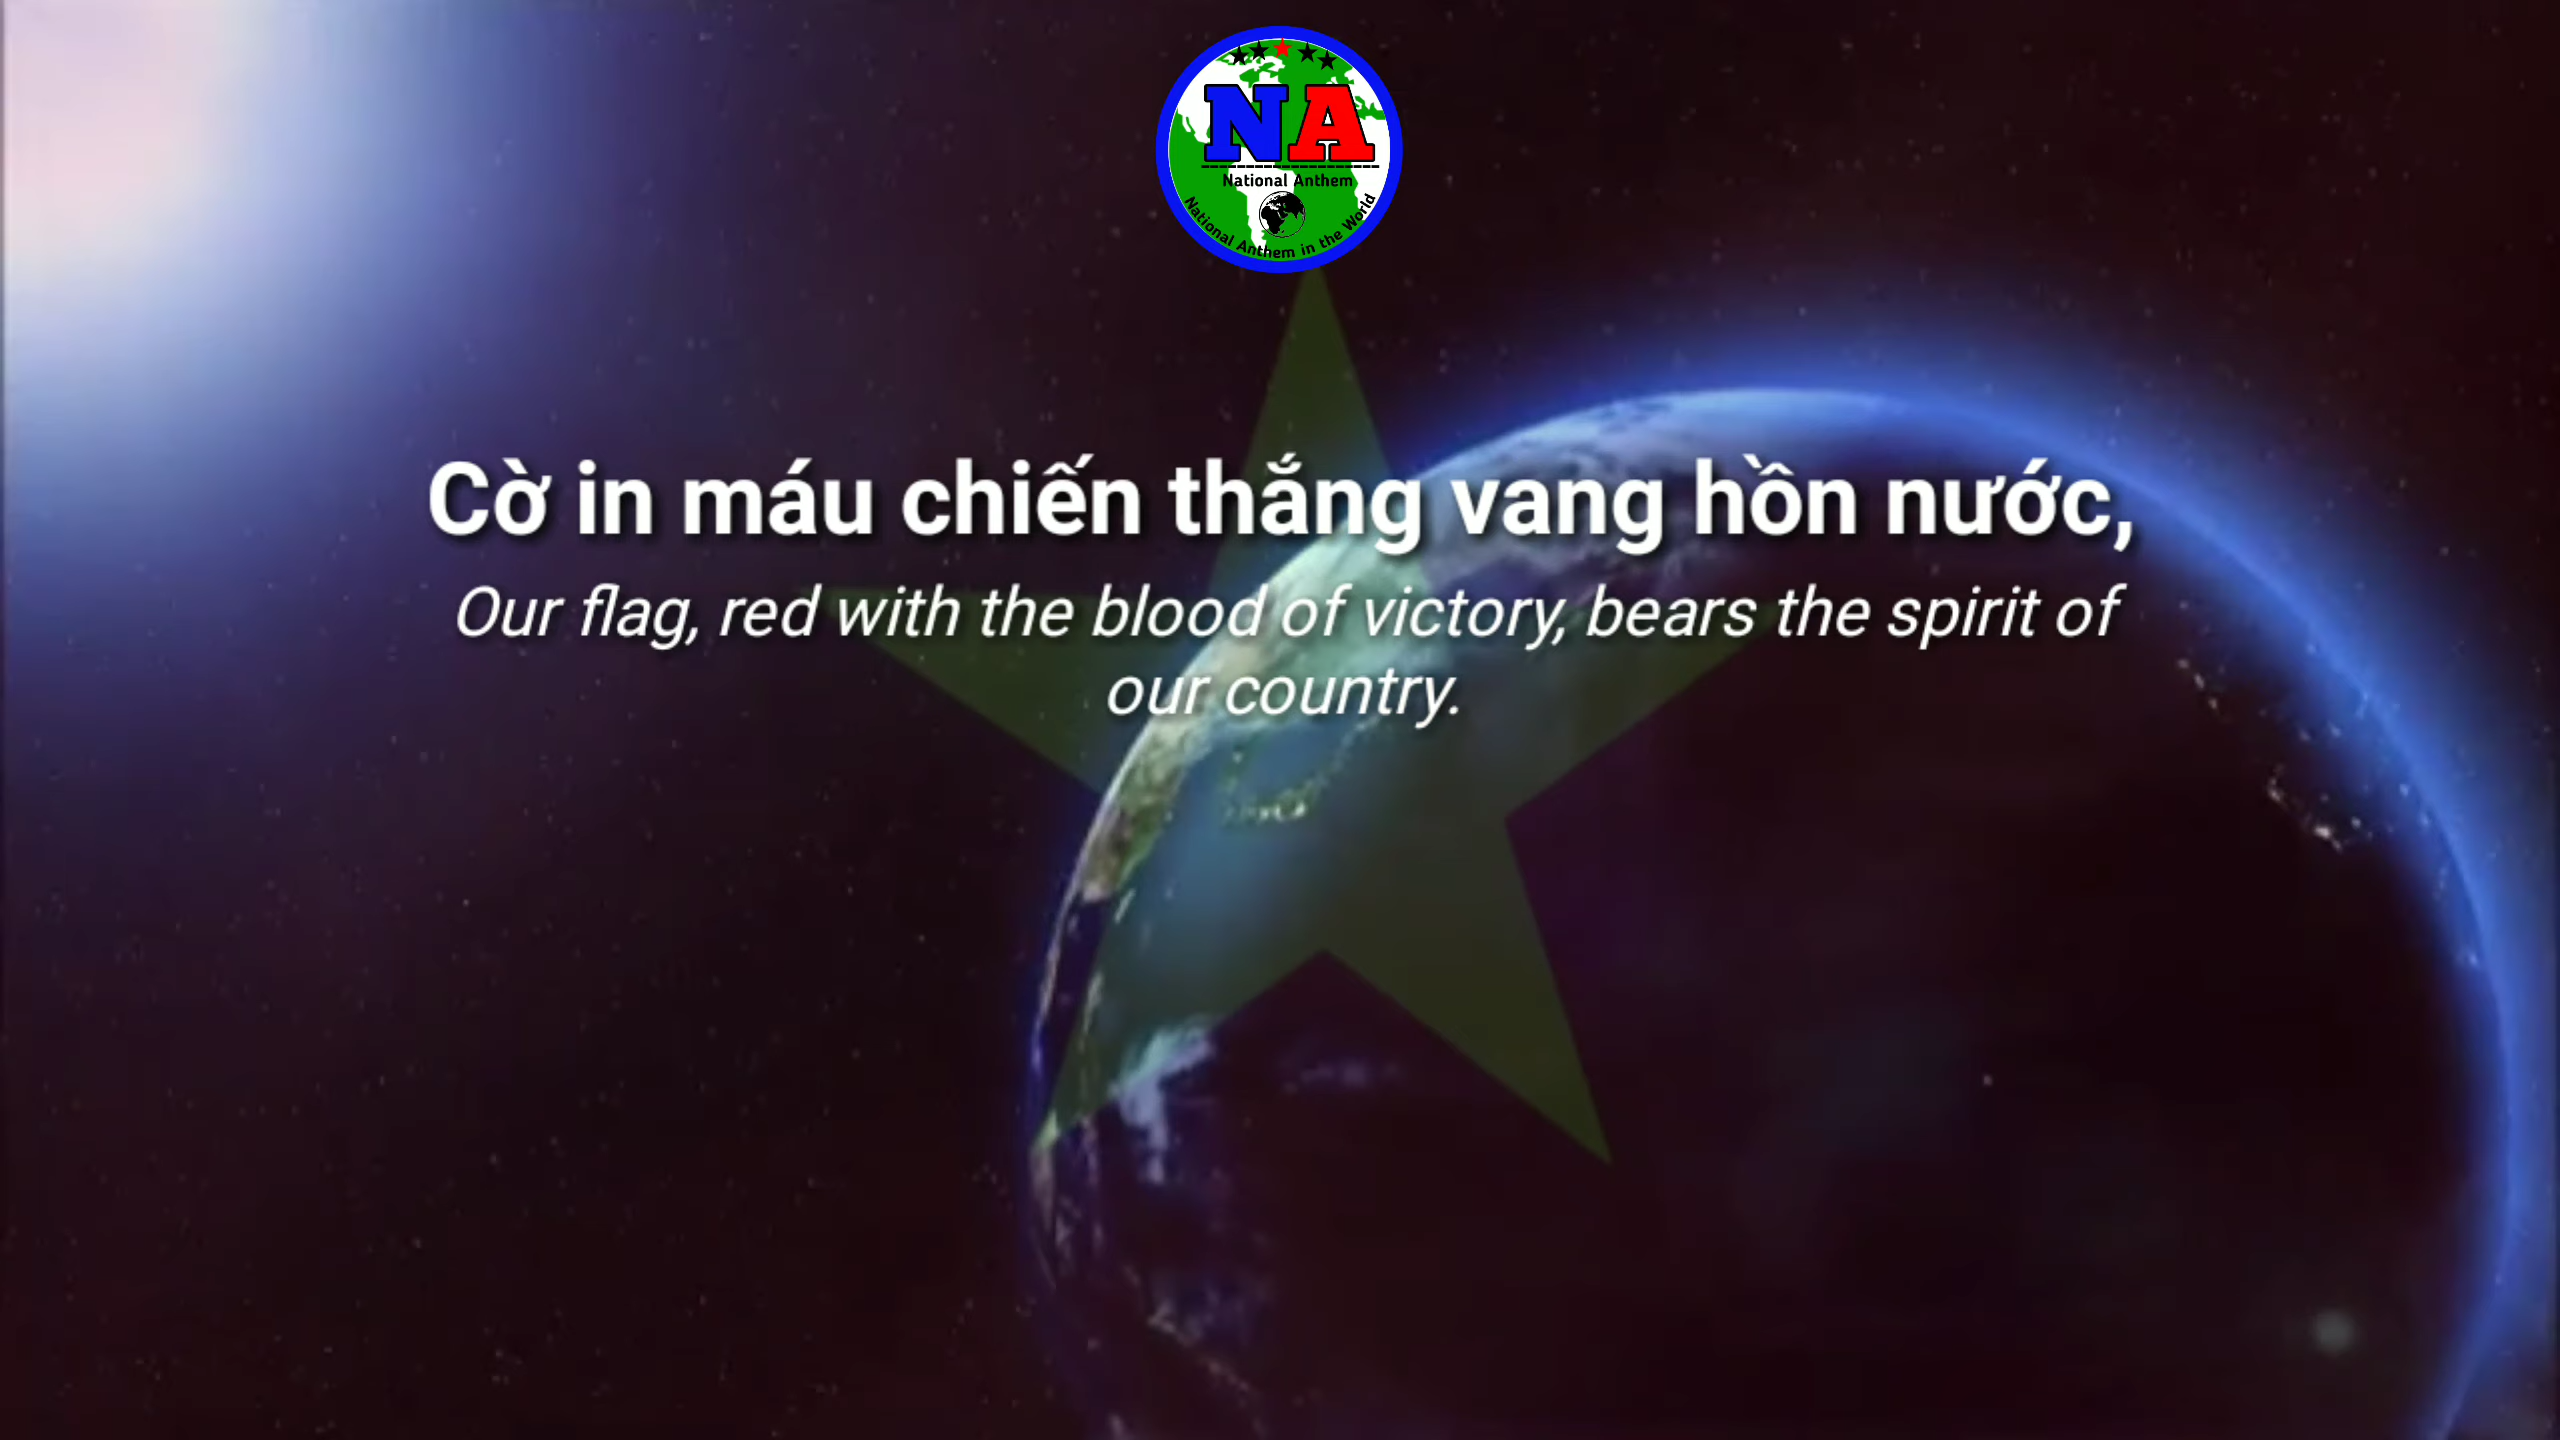 NA
National Anthem
National Anthem in the World
Cờ in máu chiến thắng vang hồn nước,
Our flag, red with the blood of victory, bears the spirit of
our country.